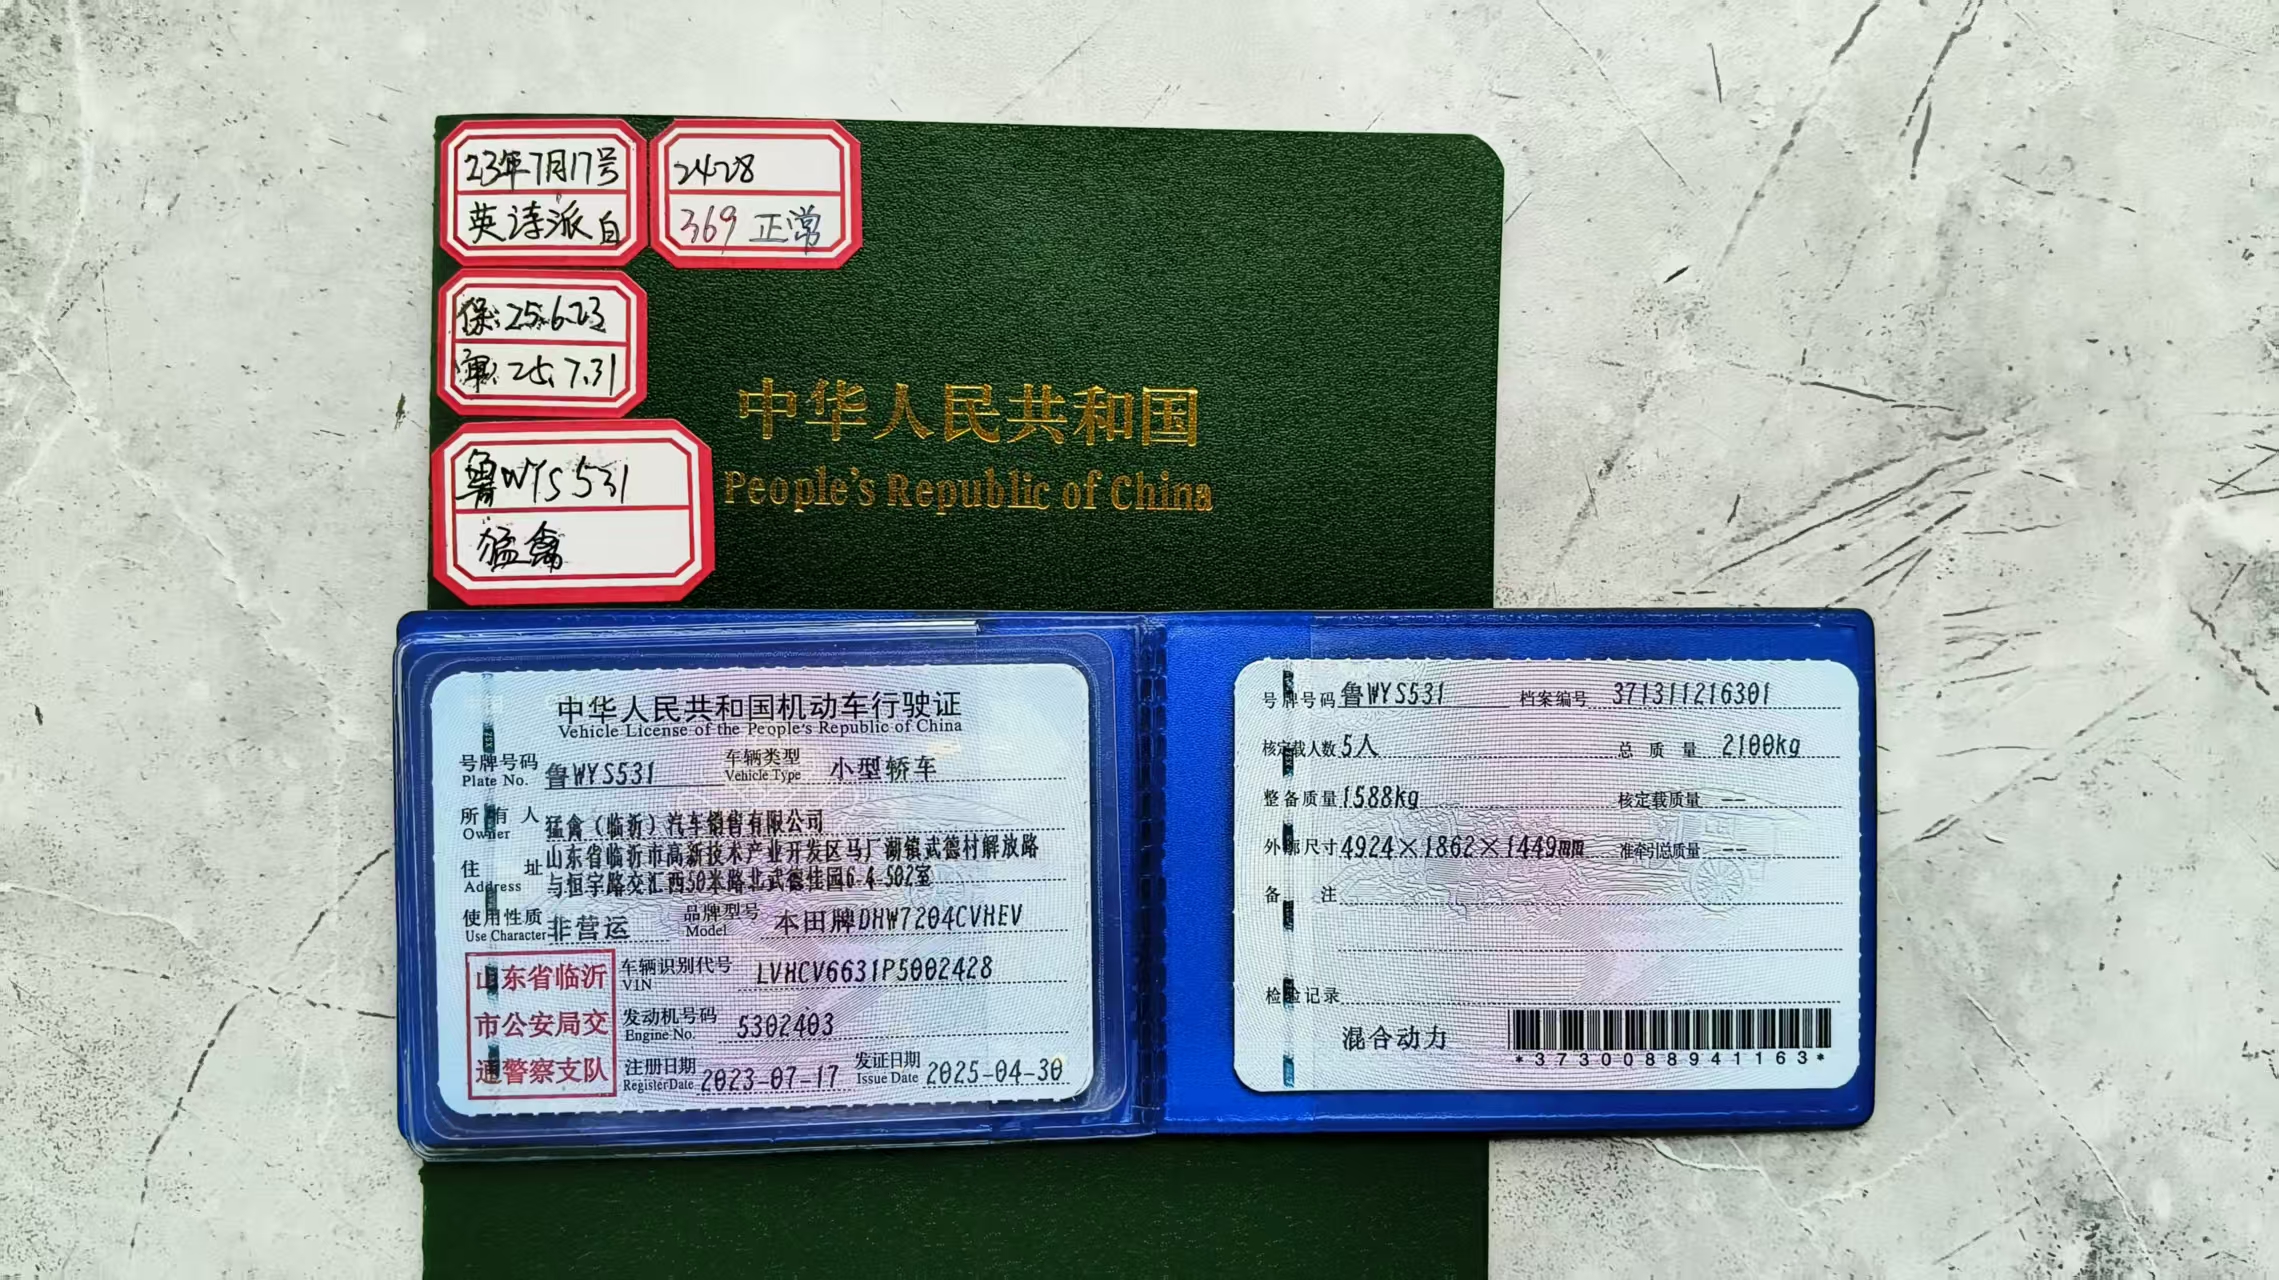 23年7月17号
英诗派 白
2428
369 正常
保:25.6.23
审:25.7.31
鲁WYS531
猛禽
中华人民共和国
People's Republic of China
中华人民共和国机动车行驶证
Vehicle License of the People's Republic of China
号牌号码 鲁WYS531 车辆类型 小型轿车
Plate No. Vehicle Type
所有人 猛禽（临沂）汽车销售有限公司
Owner
住址 山东省临沂市高新技术产业开发区马厂湖镇武德村解放路
Address 与恒宇路交汇西50米路北武德佳园6-4-502室
使用性质 非营运 品牌型号 本田牌DHW7204CVHEV
Use Character Model
山东省临沂
市公安局交
通警察支队
车辆识别代号 LVHCV6631P5002428
VIN
发动机号码 5302403
Engine No.
注册日期 2023-07-17 发证日期 2025-04-30
Register Date Issue Date
号牌号码 鲁WYS531 档案编号 371311216301
核定载人数 5人 总质量 2100kg
整备质量 1588kg 核定载质量 --
外廓尺寸 4924×1862×1449mm 准牵引总质量 --
备注
检验记录
混合动力
*3730088941163*